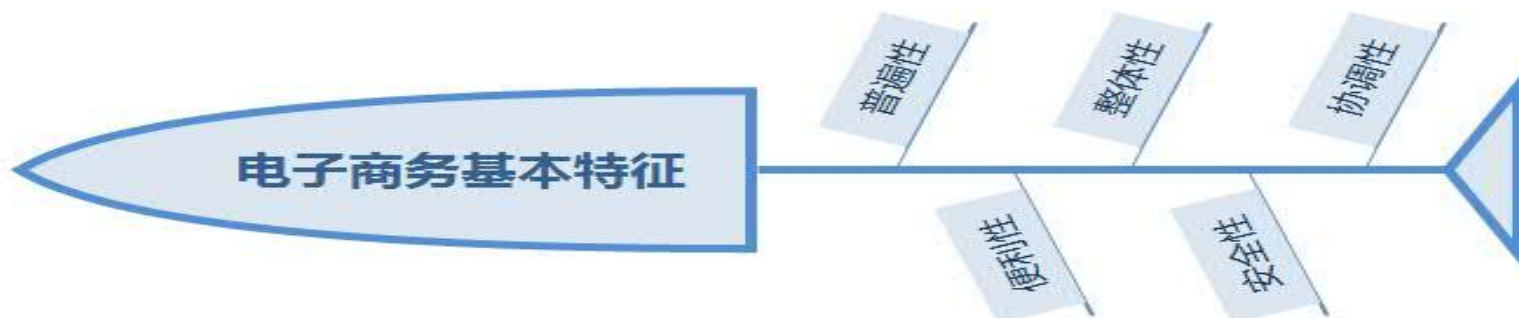 电子商务基本特征
普遍性
整体性
协调性
便利性
安全性